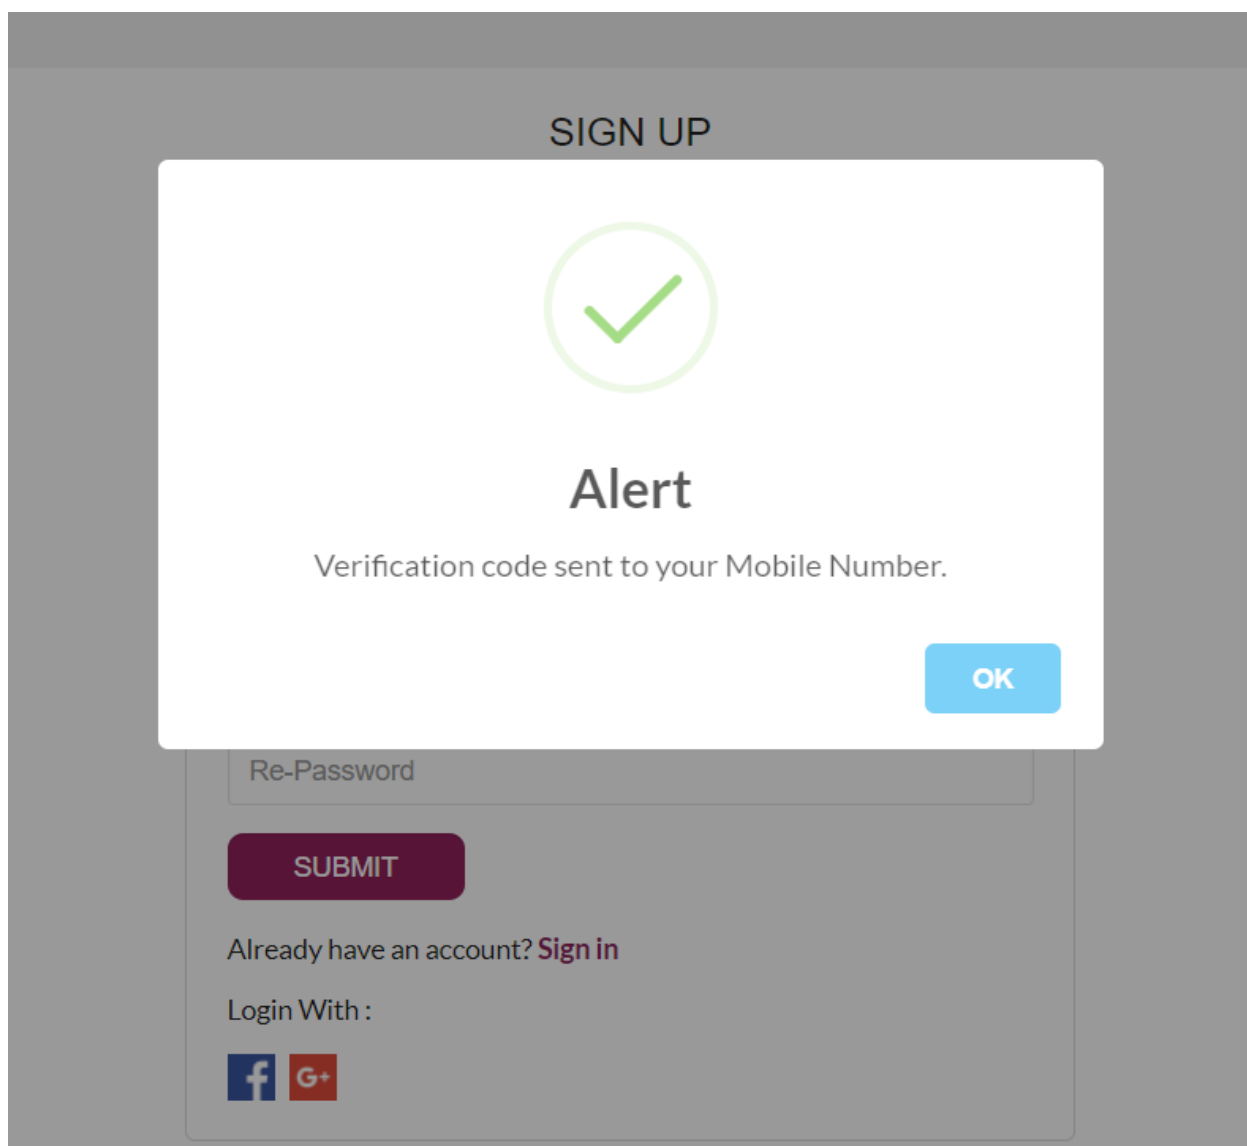 SIGN UP
Alert
Verification code sent to your Mobile Number.
OK
Re-Password
SUBMIT
Already have an account? Sign in
Login With :
f G+